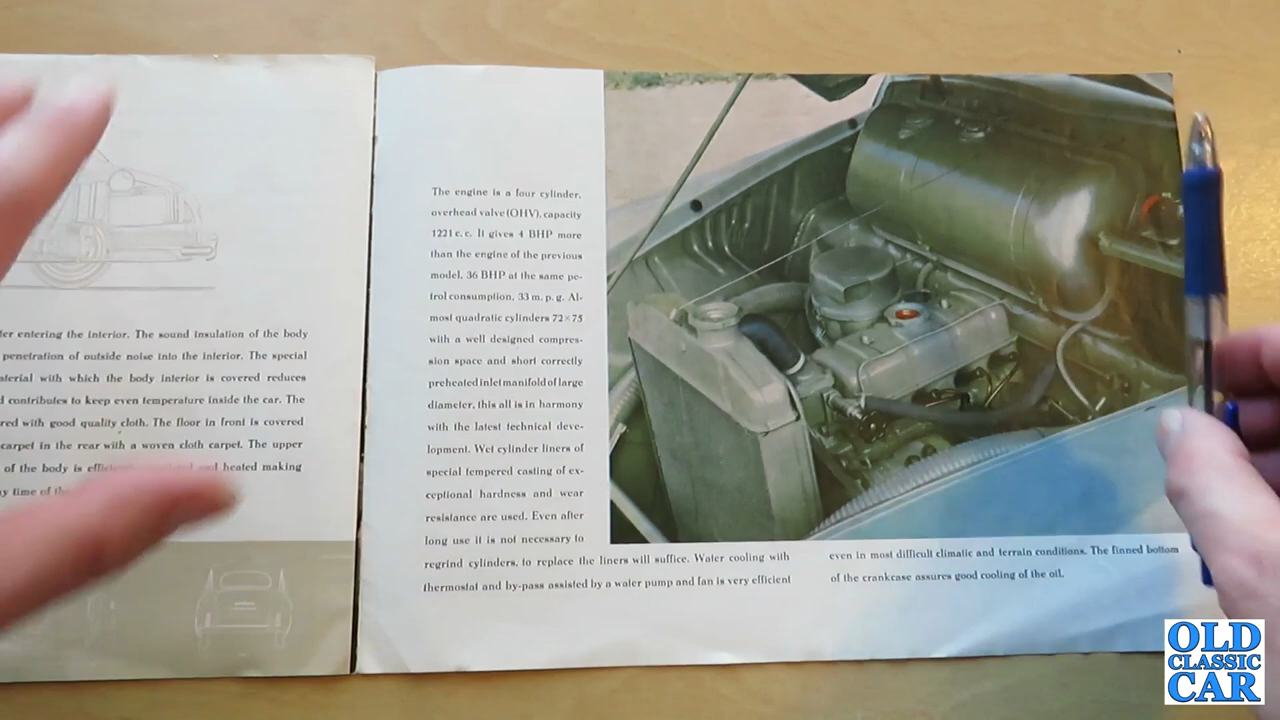 ter entering the interior. The sound insulation of the body
penetration of outside noise into the interior. The special
aterial with which the body interior is covered reduces
contributes to keep even temperature inside the car. The
red with good quality cloth. The floor in front is covered
carpet in the rear with a woven cloth carpet. The upper
of the body is heated making
y time of
The engine is a four cylinder,
overhead valve (OHV), capacity
1221 c. c. It gives 4 BHP more
than the engine of the previous
model, 36 BHP at the same pe-
trol consumption, 33 m. p. g. Al-
most quadratic cylinders 72×75
with a well designed compres-
sion space and short correctly
preheated inlet manifold of large
diameter, this all is in harmony
with the latest technical deve-
lopment. Wet cylinder liners of
special tempered casting of ex-
ceptional hardness and wear
resistance are used. Even after
long use it is not necessary to
regrind cylinders, to replace the liners will suffice. Water cooling with
thermostat and by-pass assisted by a water pump and fan is very efficient
even in most difficult climatic and terrain conditions. The finned bottom
of the crankcase assures good cooling of the oil.
OLD
CLASSIC
CAR